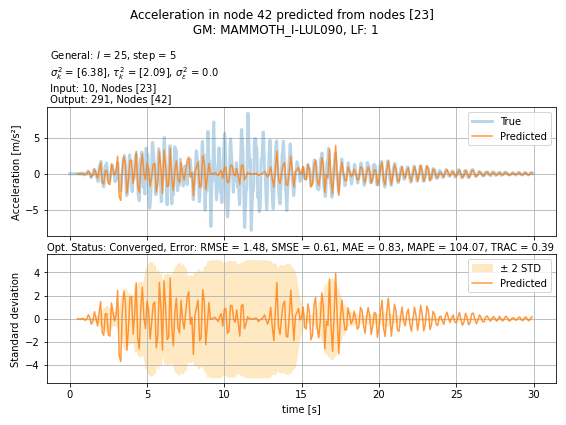 Acceleration in node 42 predicted from nodes [23]
GM: MAMMOTH_I-LUL090, LF: 1
General: l = 25, step = 5
σ²ₖ = [6.38], τ²ₖ = [2.09], σ²ε = 0.0
Input: 10, Nodes [23]
Output: 291, Nodes [42]
True
Predicted
Acceleration [m/s²]
5
0
−5
Opt. Status: Converged, Error: RMSE = 1.48, SMSE = 0.61, MAE = 0.83, MAPE = 104.07, TRAC = 0.39
± 2 STD
Predicted
Standard deviation
4
2
0
−2
−4
0 5 10 15 20 25 30
time [s]